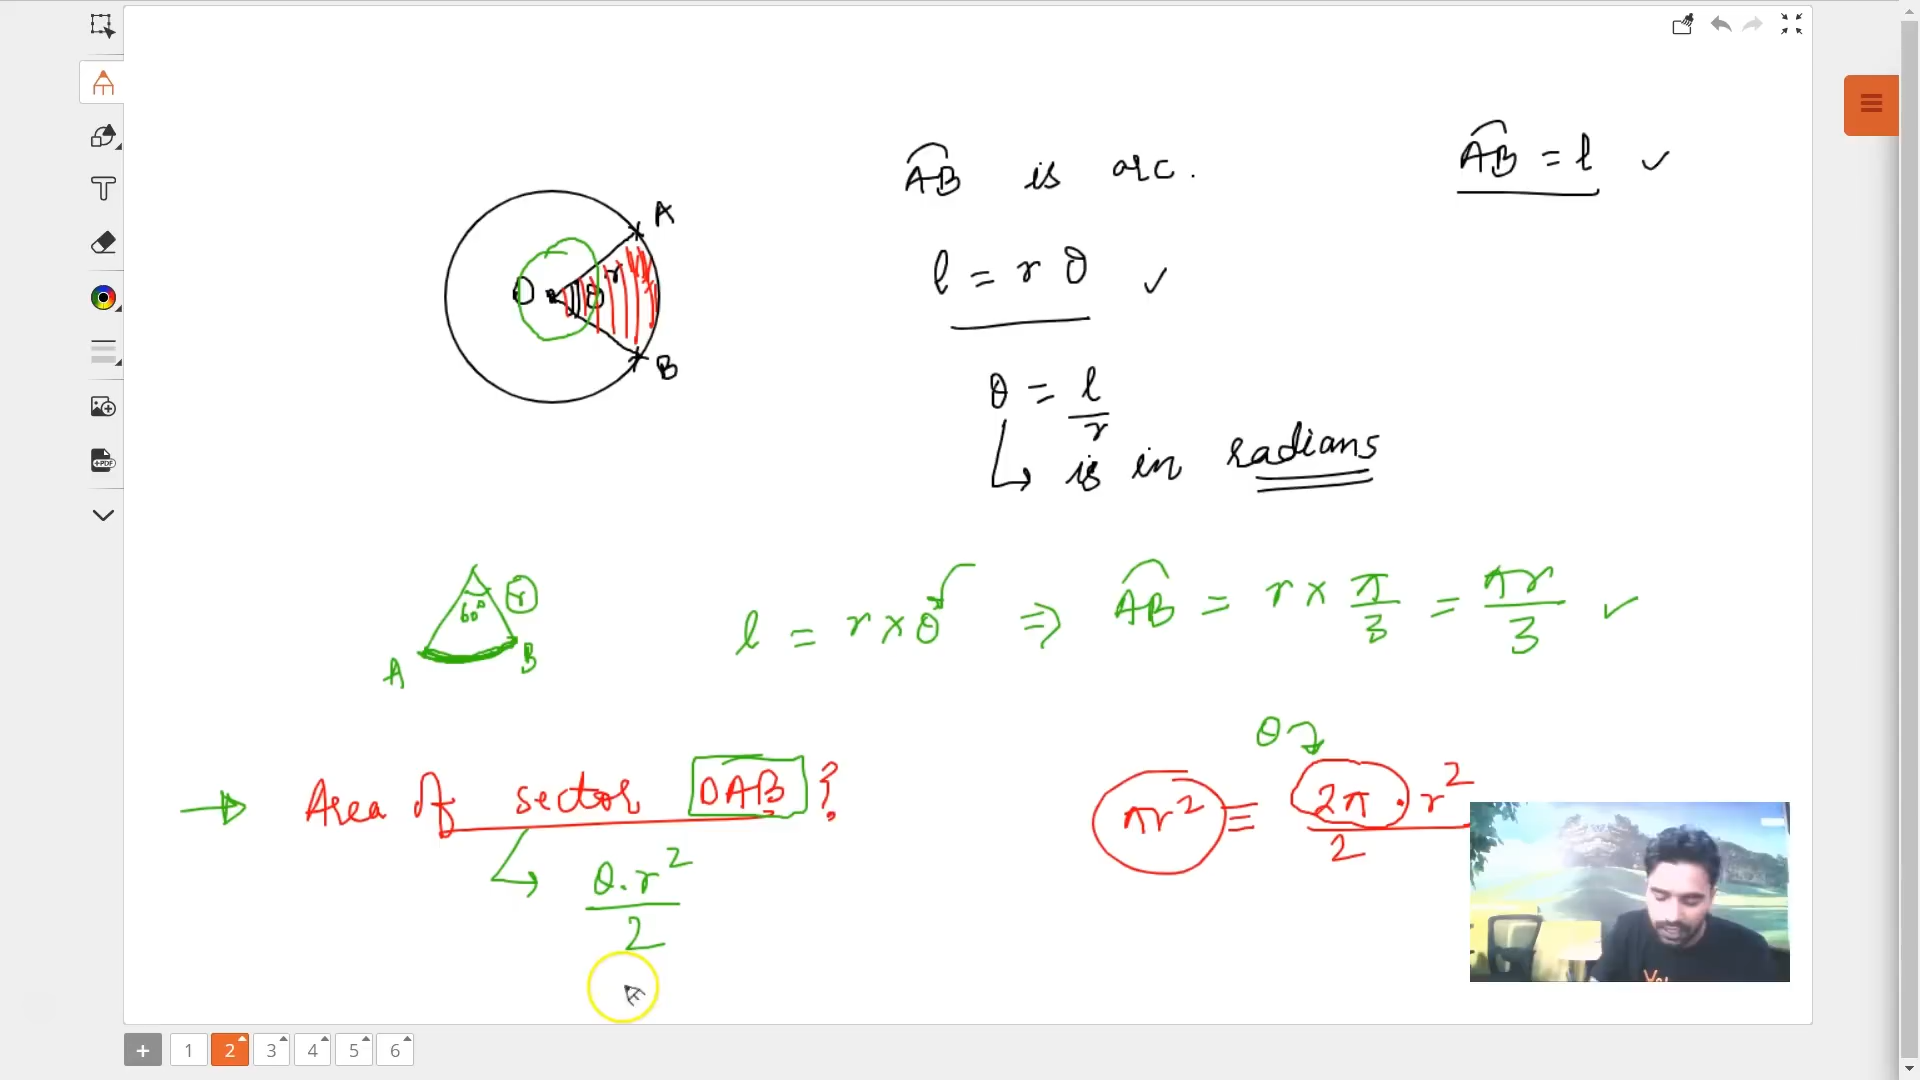 A
O r θ
B
AB is arc.
AB = l ✓
l = r θ ✓
θ = l/r
↳ is in radians
60° r
A B
l = r × θ ⇒ AB = r × π/3 = πr/3 ✓
→ Area of sector OAB ?
↳ θ.r²/2
θ
πr² = 2π . r²/2
+ 1 2 3 4 5 6
T
+PDF